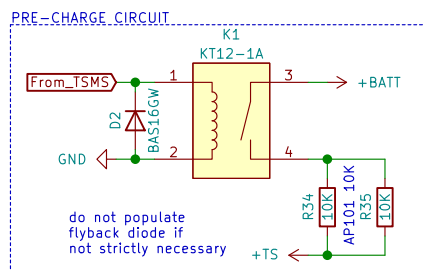 PRE-CHARGE CIRCUIT
K1
KT12-1A
From_TSMS
1
3
+BATT
D2
BAS16GW
GND
2
4
R34
10K
AP101 10K
R35
10K
do not populate
flyback diode if
not strictly necessary
+TS